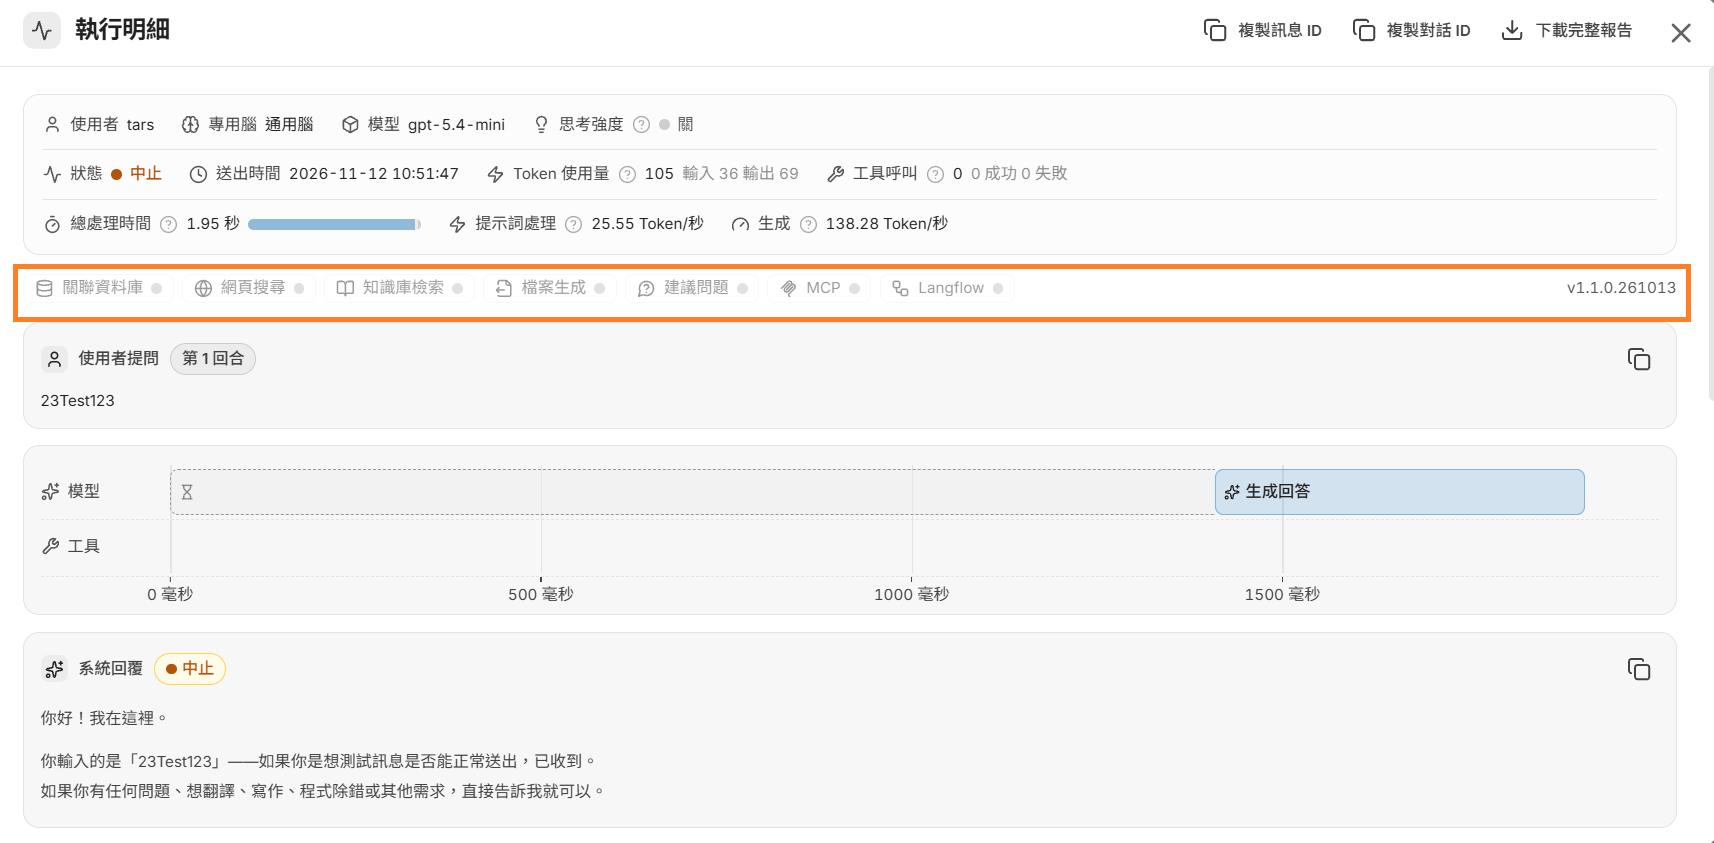 執行明細 複製訊息 ID 複製對話 ID 下載完整報告
使用者 tars 專用腦 通用腦 模型 gpt-5.4-mini 思考強度 ? 關
狀態 中止 送出時間 2026-11-12 10:51:47 Token 使用量 ? 105 輸入 36 輸出 69 工具呼叫 ? 0 0 成功 0 失敗
總處理時間 ? 1.95 秒 提示詞處理 ? 25.55 Token/秒 生成 ? 138.28 Token/秒
關聯資料庫 網頁搜尋 知識庫檢索 檔案生成 建議問題 MCP Langflow v1.1.0.261013
使用者提問 第 1 回合
23Test123
模型 生成回答
工具
0 毫秒 500 毫秒 1000 毫秒 1500 毫秒
系統回覆 中止
你好！我在這裡。
你輸入的是「23Test123」——如果你是想測試訊息是否能正常送出，已收到。
如果你有任何問題、想翻譯、寫作、程式除錯或其他需求，直接告訴我就可以。